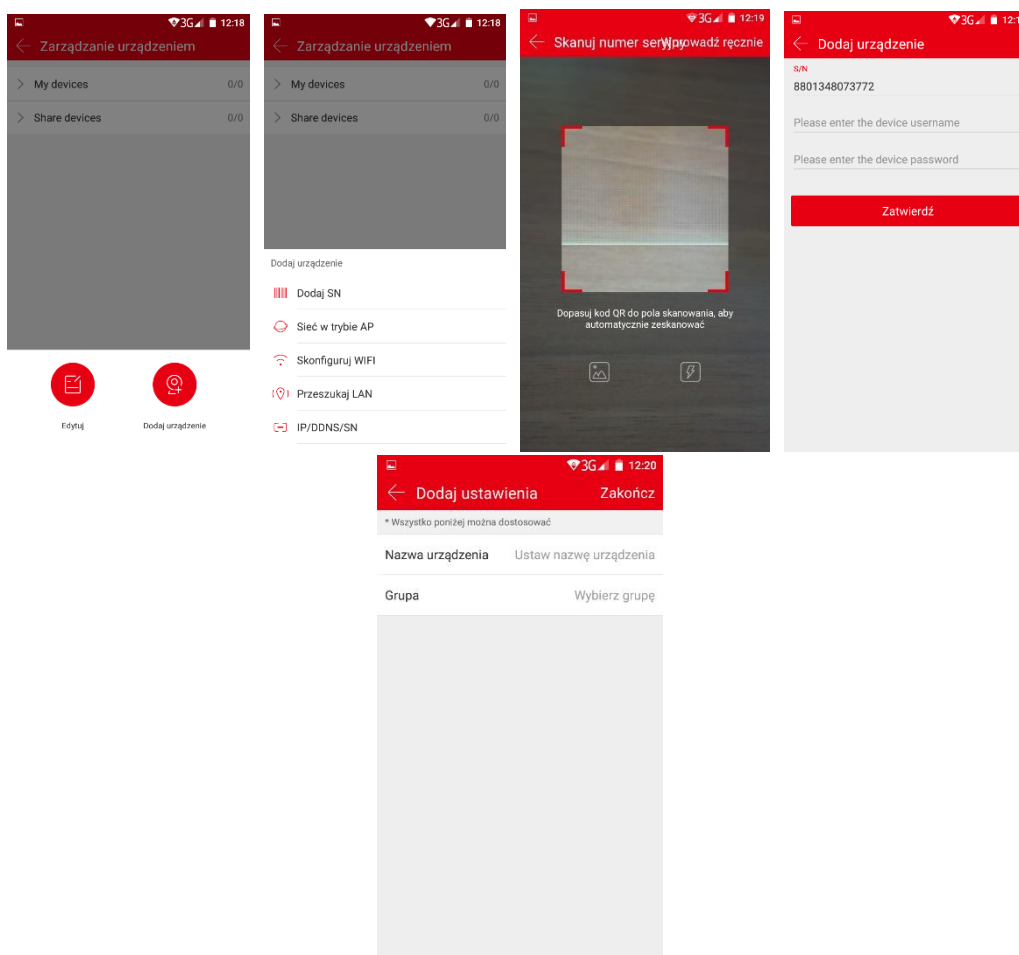 3G 12:18
Zarządzanie urządzeniem
My devices 0/0
Share devices 0/0
Edytuj Dodaj urządzenie
3G 12:18
Zarządzanie urządzeniem
My devices 0/0
Share devices 0/0
Dodaj urządzenie
Dodaj SN
Sieć w trybie AP
Skonfiguruj WIFI
Przeszukaj LAN
IP/DDNS/SN
3G 12:19
Skanuj numer seryjny Wprowadź ręcznie
Dopasuj kod QR do pola skanowania, aby
automatycznie zeskanować
3G
Dodaj urządzenie
S/N
8801348073772
Please enter the device username
Please enter the device password
Zatwierdź
3G 12:20
Dodaj ustawienia Zakończ
* Wszystko poniżej można dostosować
Nazwa urządzenia Ustaw nazwę urządzenia
Grupa Wybierz grupę